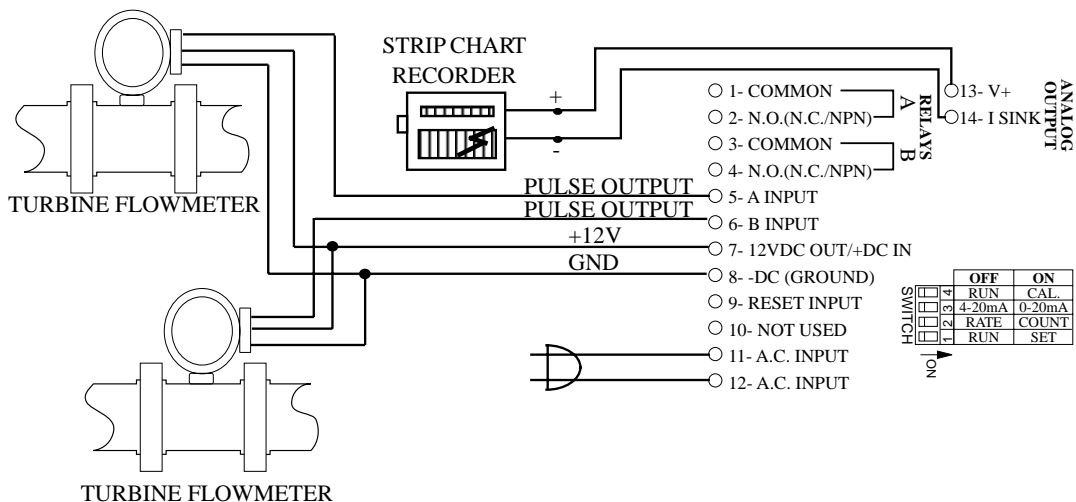 STRIP CHART
RECORDER
+
-
TURBINE FLOWMETER
TURBINE FLOWMETER
PULSE OUTPUT
PULSE OUTPUT
+12V
GND
1- COMMON
2- N.O.(N.C./NPN)
3- COMMON
4- N.O.(N.C./NPN)
5- A INPUT
6- B INPUT
7- 12VDC OUT/+DC IN
8- -DC (GROUND)
9- RESET INPUT
10- NOT USED
11- A.C. INPUT
12- A.C. INPUT
A
B
RELAYS
13- V+
14- I SINK
ANALOG
OUTPUT
OFF ON
4 RUN CAL.
3 4-20mA 0-20mA
2 RATE COUNT
1 RUN SET
SWITCH
ON